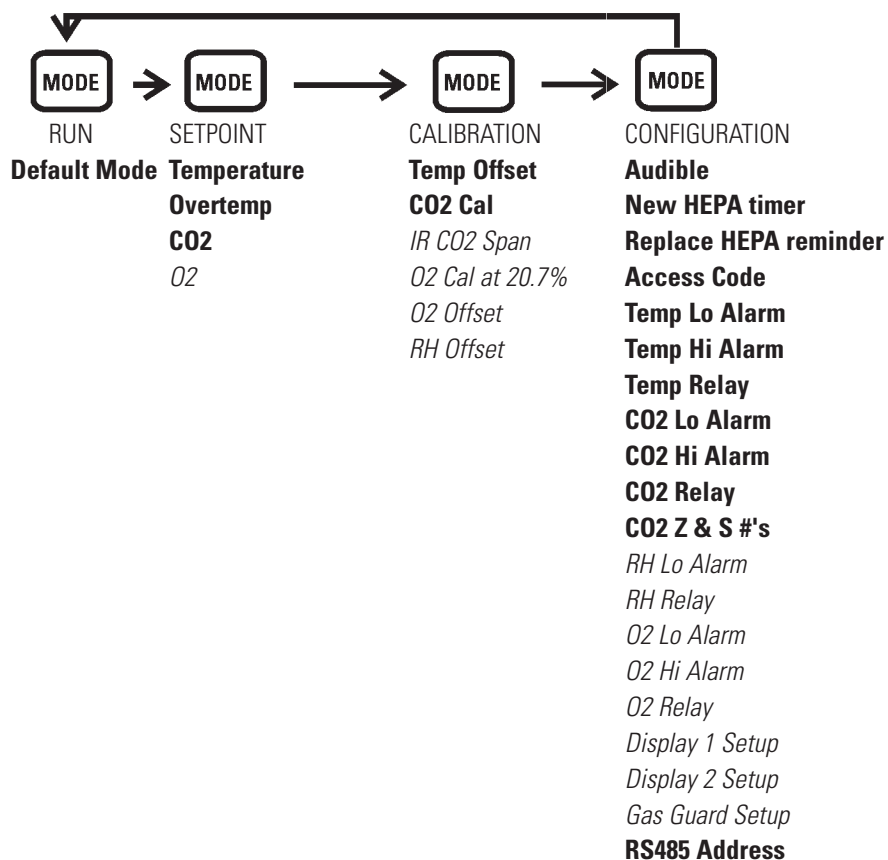 MODE MODE MODE MODE
RUN SETPOINT CALIBRATION CONFIGURATION
Default Mode Temperature Temp Offset Audible
Overtemp CO2 Cal New HEPA timer
CO2 IR CO2 Span Replace HEPA reminder
O2 O2 Cal at 20.7% Access Code
O2 Offset Temp Lo Alarm
RH Offset Temp Hi Alarm
Temp Relay
CO2 Lo Alarm
CO2 Hi Alarm
CO2 Relay
CO2 Z & S #'s
RH Lo Alarm
RH Relay
O2 Lo Alarm
O2 Hi Alarm
O2 Relay
Display 1 Setup
Display 2 Setup
Gas Guard Setup
RS485 Address